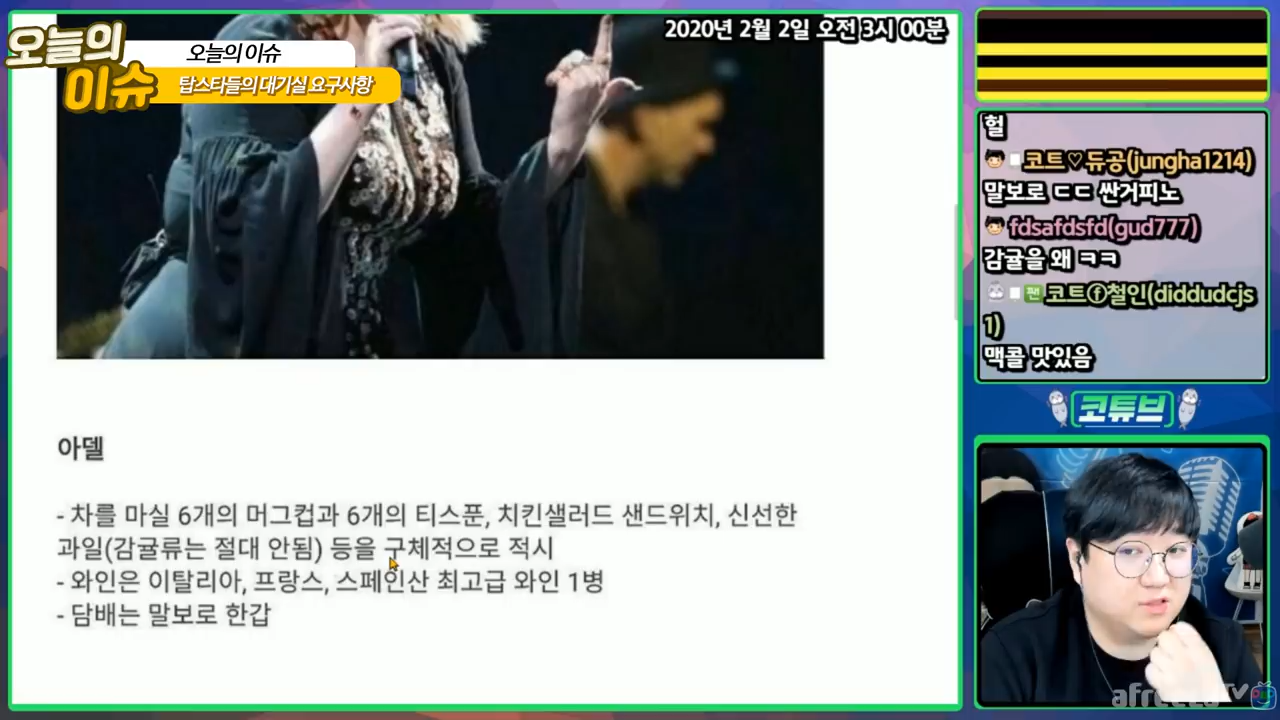 오늘의
이슈
오늘의 이슈
탑스타들의 대기실 요구사항
2020년 2월 2일 오전 3시 00분
아델
- 차를 마실 6개의 머그컵과 6개의 티스푼, 치킨샐러드 샌드위치, 신선한
과일(감귤류는 절대 안됨) 등을 구체적으로 적시
- 와인은 이탈리아, 프랑스, 스페인산 최고급 와인 1병
- 담배는 말보로 한갑
헐
코트♡듀공(jungha1214)
말보로 ㄷㄷ 싼거피노
fdsafdsfd(gud777)
감귤을 왜 ㅋㅋ
팬 코트ⓕ철인(diddudcjs
1)
맥콜 맛있음
코튜브
afreecaTV